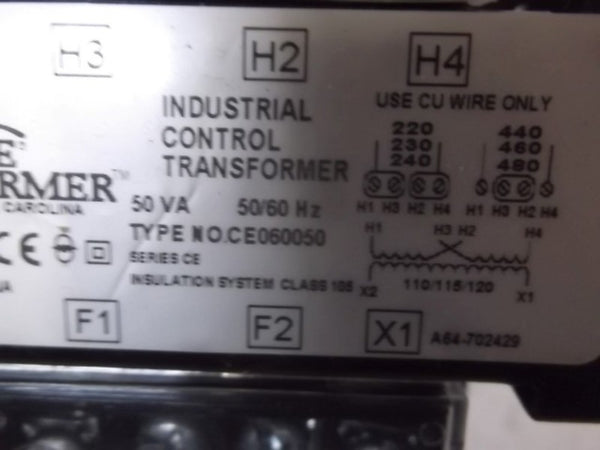 H3 H2 H4
INDUSTRIAL
CONTROL
TRANSFORMER
50 VA 50/60 Hz
TYPE NO.CE060050
SERIES CE
INSULATION SYSTEM CLASS 105
E®
RMER™
CAROLINA
CE
USE CU WIRE ONLY
220 440
230 460
240 480
H1 H3 H2 H4 H1 H3 H2 H4
H1 H3 H2 H4
X2 110/115/120 X1
F1 F2 X1 A64-702429